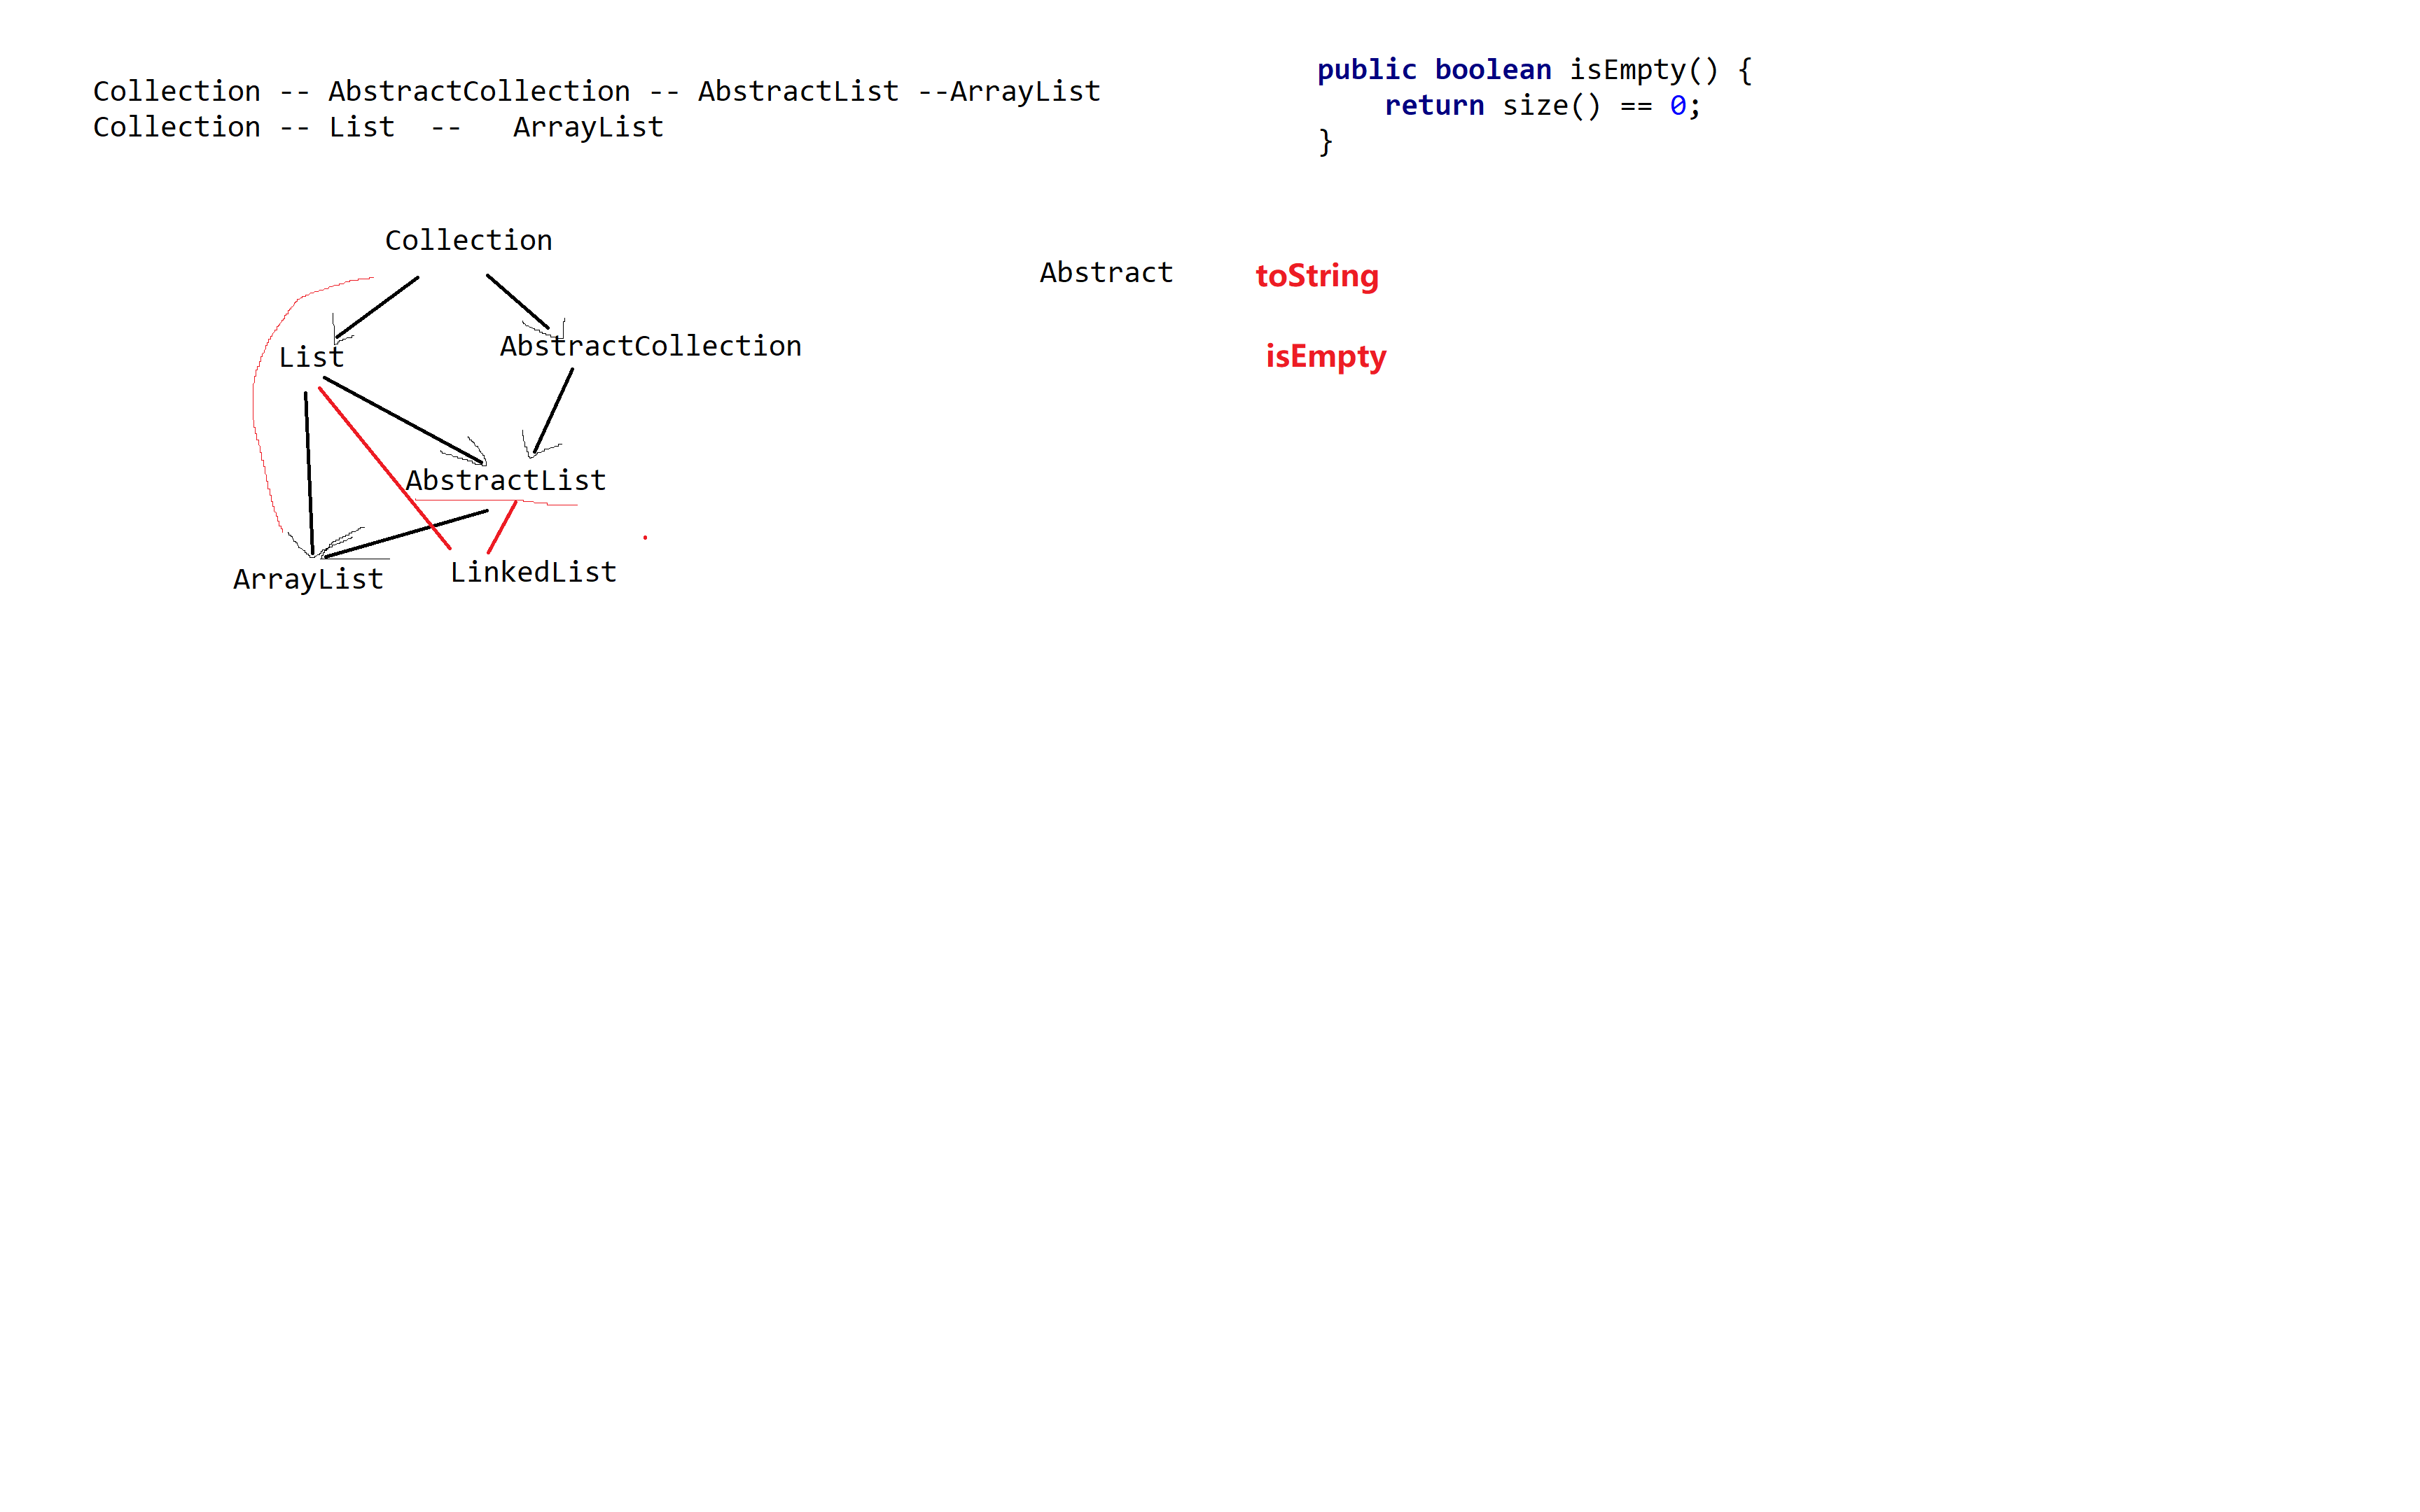 Collection -- AbstractCollection -- AbstractList --ArrayList
Collection -- List  --   ArrayList
public boolean isEmpty() {
    return size() == 0;
}
Collection
List
AbstractCollection
AbstractList
ArrayList
LinkedList
Abstract
toString
isEmpty